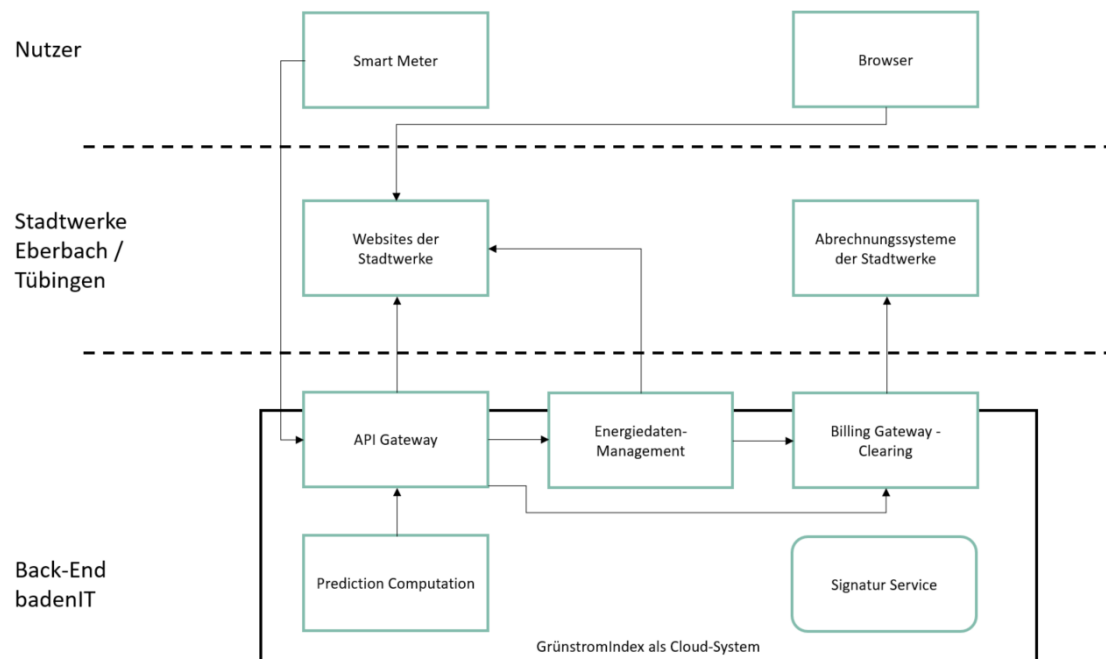 Nutzer
Smart Meter
Browser
Stadtwerke
Eberbach /
Tübingen
Websites der
Stadtwerke
Abrechnungssysteme
der Stadtwerke
API Gateway
Energiedaten-
Management
Billing Gateway -
Clearing
Back-End
badenIT
Prediction Computation
Signatur Service
GrünstromIndex als Cloud-System